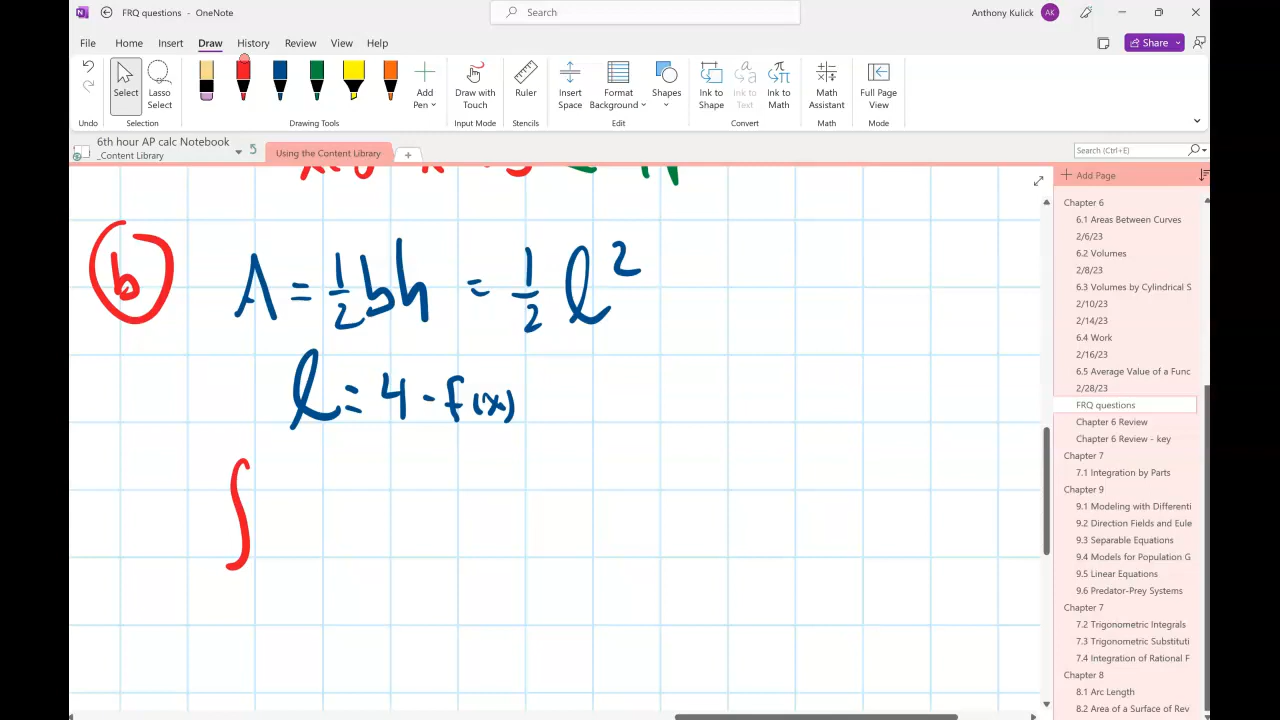 FRQ questions - OneNote
Search
Anthony Kulick AK
File Home Insert Draw History Review View Help
Share
Undo
Select
Lasso Select
Add Pen
Draw with Touch
Ruler
Insert Space
Format Background
Shapes
Ink to Shape
Ink to Text
Ink to Math
Math Assistant
Full Page View
Undo Selection Drawing Tools Input Mode Stencils Edit Convert Math Mode
6th hour AP calc Notebook
_Content Library
5
Using the Content Library
+
Search (Ctrl+E)
Add Page
b
A = 1/2 bh = 1/2 l²
l = 4 - f(x)
∫
Chapter 6
6.1 Areas Between Curves
2/6/23
6.2 Volumes
2/8/23
6.3 Volumes by Cylindrical S
2/10/23
2/14/23
6.4 Work
2/16/23
6.5 Average Value of a Func
2/28/23
FRQ questions
Chapter 6 Review
Chapter 6 Review - key
Chapter 7
7.1 Integration by Parts
Chapter 9
9.1 Modeling with Differenti
9.2 Direction Fields and Eule
9.3 Separable Equations
9.4 Models for Population G
9.5 Linear Equations
9.6 Predator-Prey Systems
Chapter 7
7.2 Trigonometric Integrals
7.3 Trigonometric Substituti
7.4 Integration of Rational F
Chapter 8
8.1 Arc Length
8.2 Area of a Surface of Rev